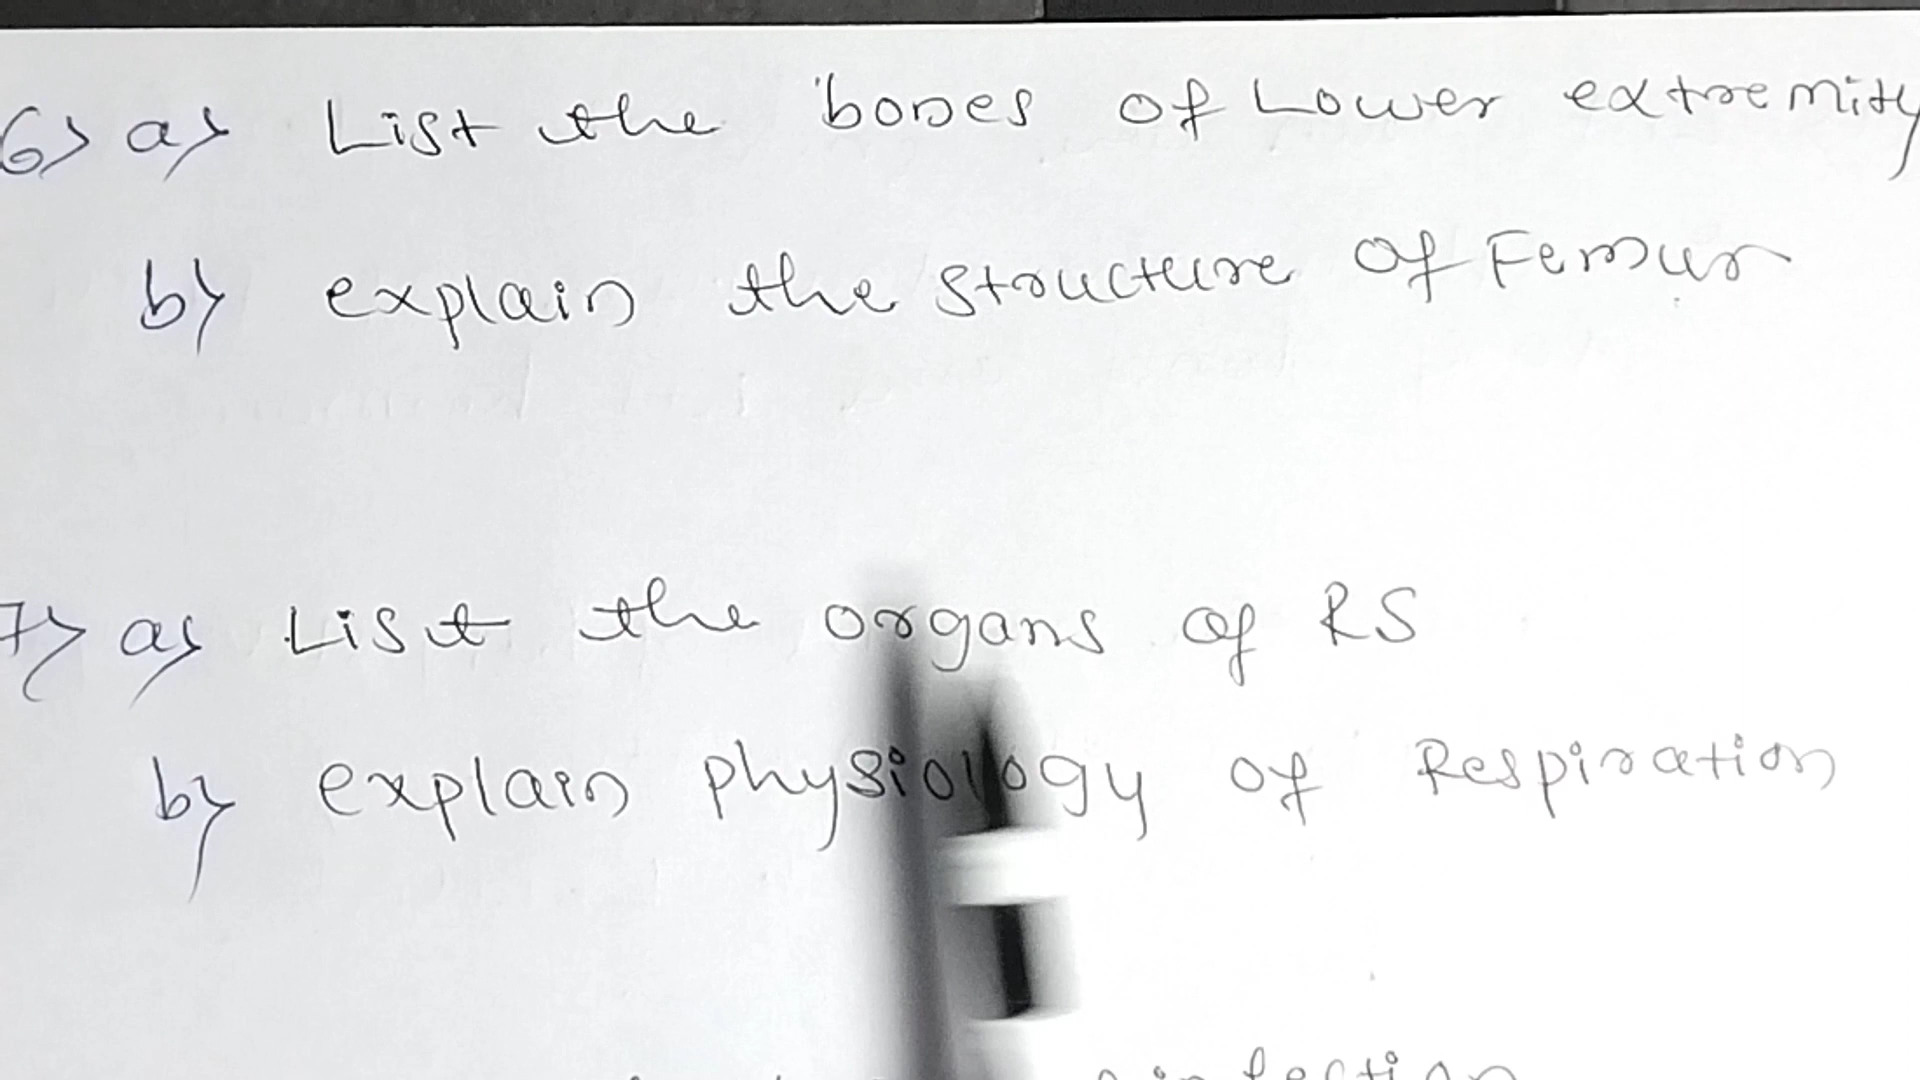 6> a> List the bones of Lower extremity
b> explain the structure of Femur
7> a> List the organs of RS
b> explain physiology of Respiration